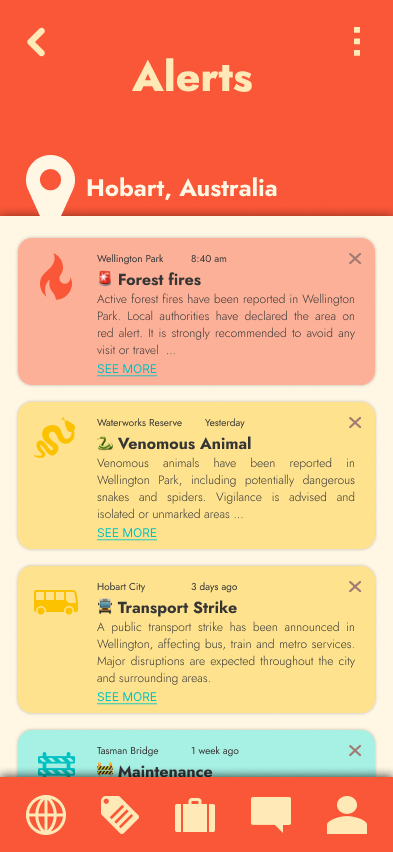 Alerts
Hobart, Australia
Wellington Park 8:40 am
Forest fires
Active forest fires have been reported in Wellington
Park. Local authorities have declared the area on
red alert. It is strongly recommended to avoid any
visit or travel ...
SEE MORE
Waterworks Reserve Yesterday
Venomous Animal
Venomous animals have been reported in
Wellington Park, including potentially dangerous
snakes and spiders. Vigilance is advised and
isolated or unmarked areas ...
SEE MORE
Hobart City 3 days ago
Transport Strike
A public transport strike has been announced in
Wellington, affecting bus, train and metro services.
Major disruptions are expected throughout the city
and surrounding areas.
SEE MORE
Tasman Bridge 1 week ago
Maintenance